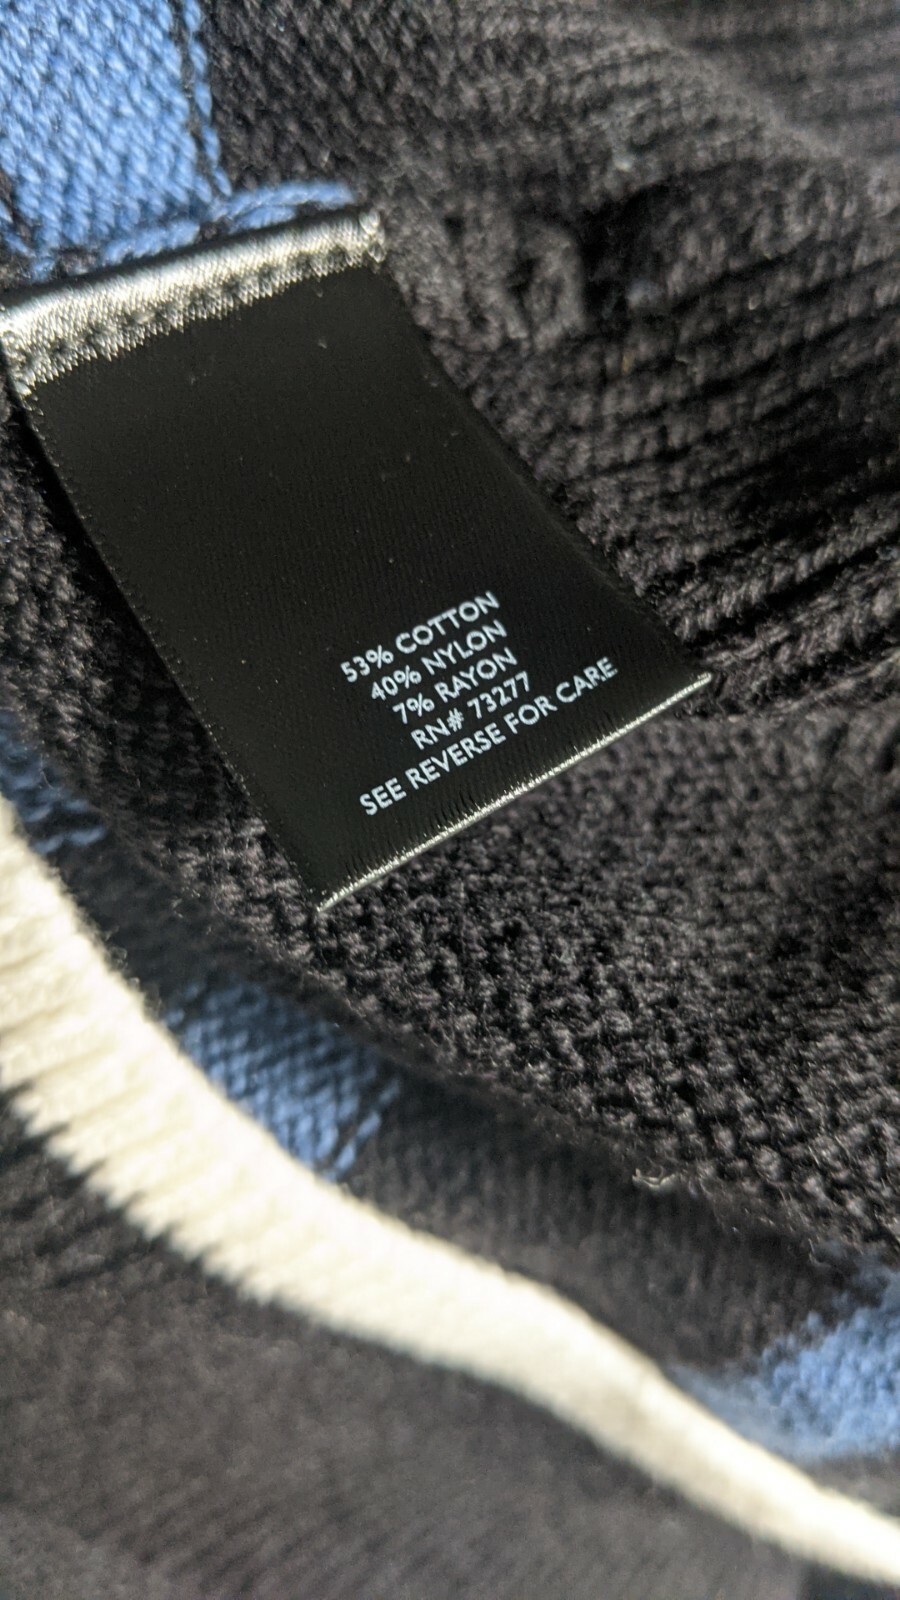 53% COTTON
40% NYLON
7% RAYON
RN# 73277
SEE REVERSE FOR CARE